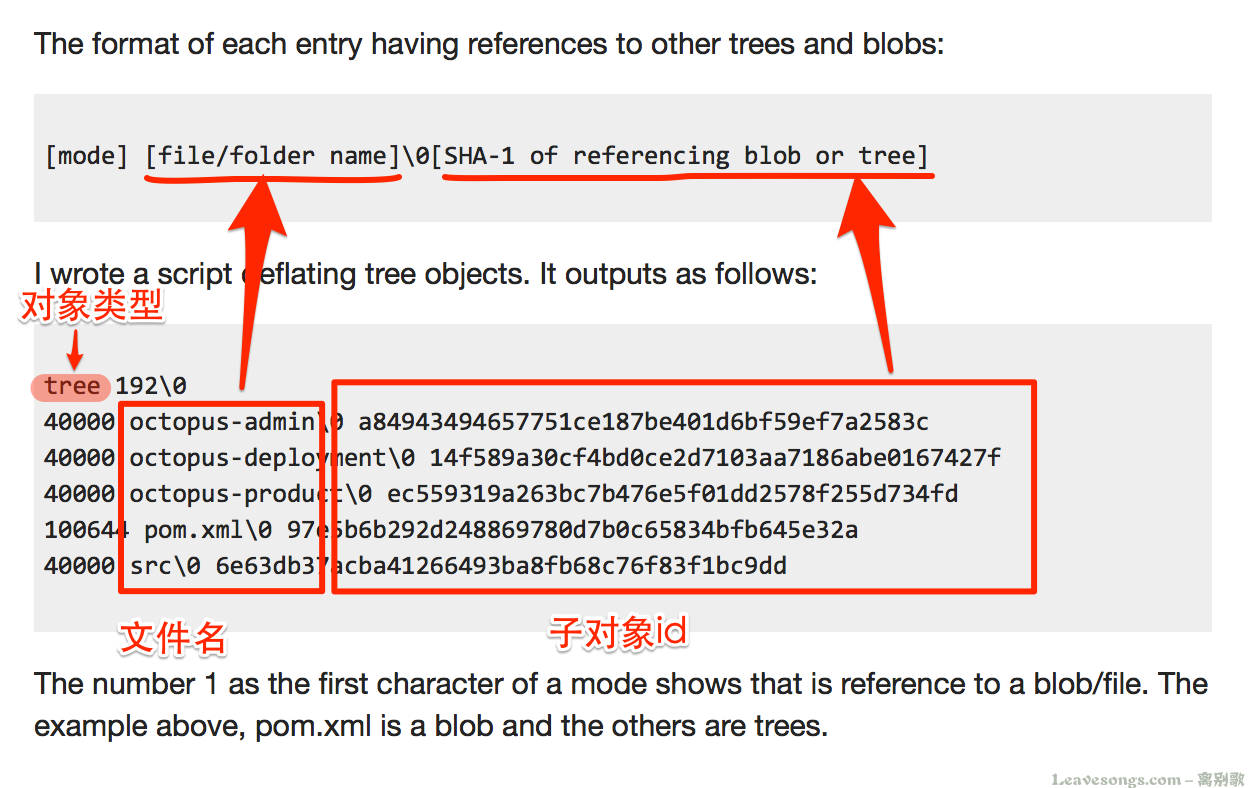 The format of each entry having references to other trees and blobs:
[mode] [file/folder name]\0[SHA-1 of referencing blob or tree]
I wrote a script deflating tree objects. It outputs as follows:
对象类型
tree 192\0
40000 octopus-admin\0 a84943494657751ce187be401d6bf59ef7a2583c
40000 octopus-deployment\0 14f589a30cf4bd0ce2d7103aa7186abe0167427f
40000 octopus-product\0 ec559319a263bc7b476e5f01dd2578f255d734fd
100644 pom.xml\0 97e5b6b292d248869780d7b0c65834bfb645e32a
40000 src\0 6e63db37acba41266493ba8fb68c76f83f1bc9dd
文件名
子对象id
The number 1 as the first character of a mode shows that is reference to a blob/file. The
example above, pom.xml is a blob and the others are trees.
Leavesongs.com – 离别歌